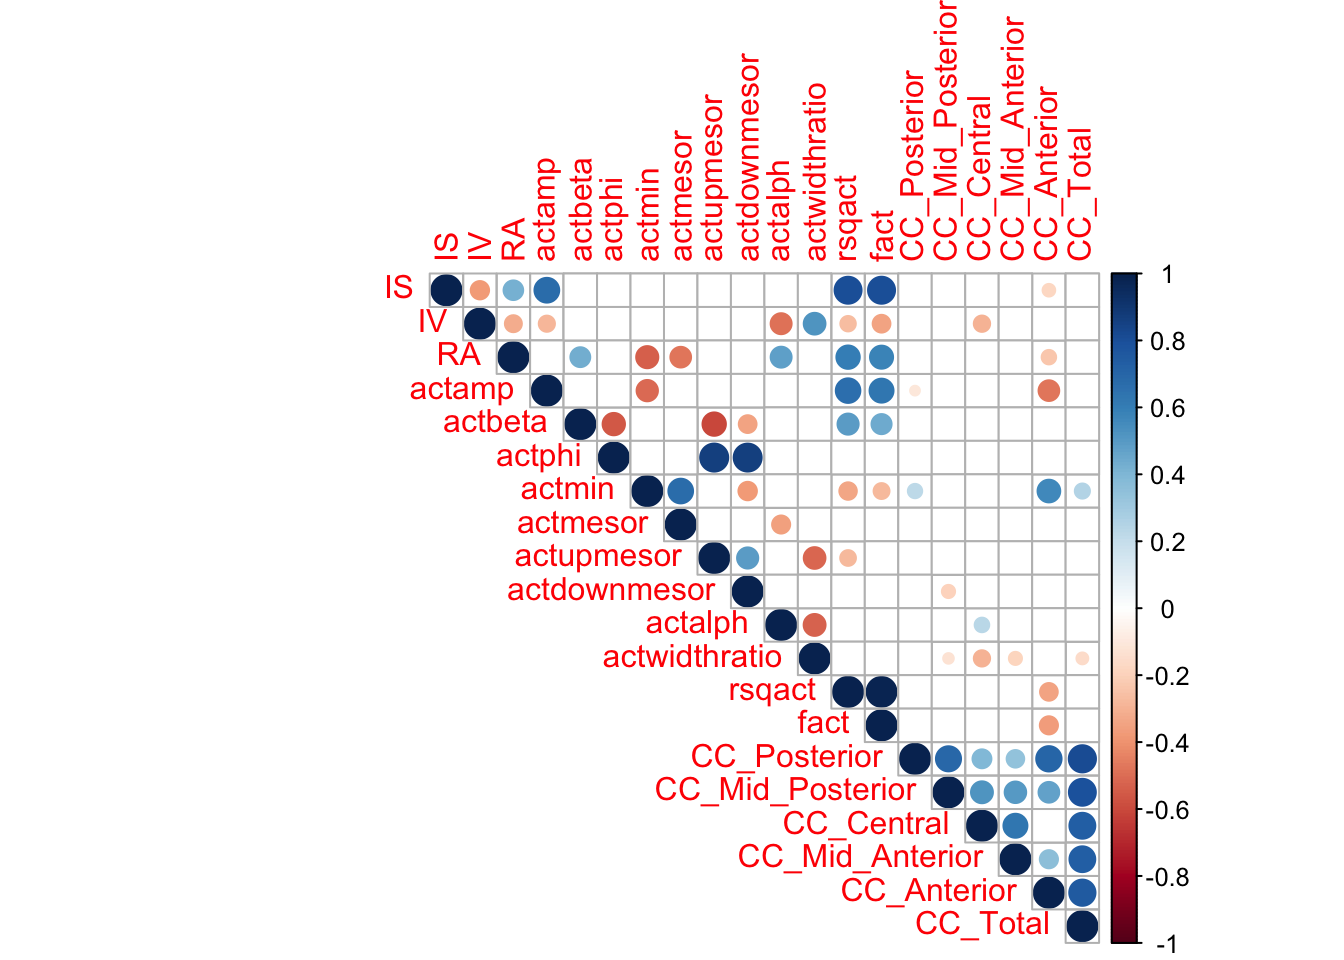 IS
IV
RA
actamp
actbeta
actphi
actmin
actmesor
actupmesor
actdownmesor
actalph
actwidthratio
rsqact
fact
CC_Posterior
CC_Mid_Posterior
CC_Central
CC_Mid_Anterior
CC_Anterior
CC_Total
IS
IV
RA
actamp
actbeta
actphi
actmin
actmesor
actupmesor
actdownmesor
actalph
actwidthratio
rsqact
fact
CC_Posterior
CC_Mid_Posterior
CC_Central
CC_Mid_Anterior
CC_Anterior
CC_Total
1
0.8
0.6
0.4
0.2
0
-0.2
-0.4
-0.6
-0.8
-1